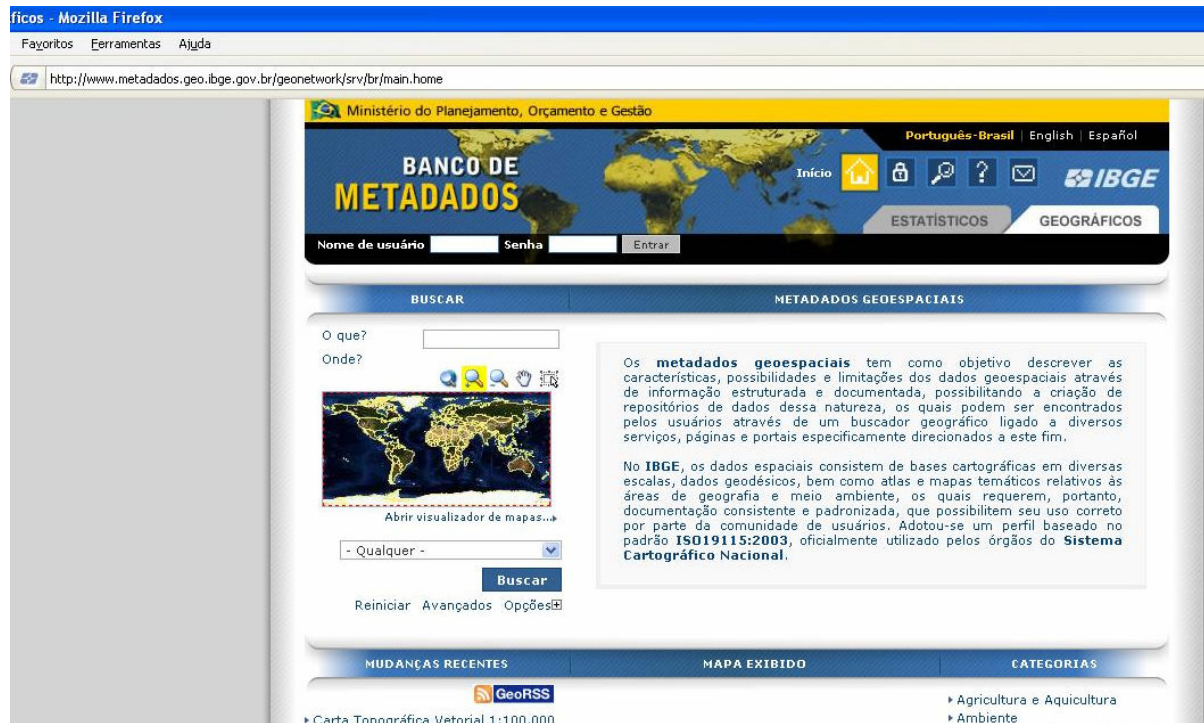 ficos - Mozilla Firefox
Favoritos Ferramentas Ajuda
http://www.metadados.geo.ibge.gov.br/geonetwork/srv/br/main.home
Ministério do Planejamento, Orçamento e Gestão
Português-Brasil | English | Español
BANCO DE
METADADOS
Início
?
IBGE
ESTATÍSTICOS
GEOGRÁFICOS
Nome de usuário
Senha
Entrar
BUSCAR
METADADOS GEOESPACIAIS
O que?
Onde?
Abrir visualizador de mapas...
- Qualquer -
Buscar
Reiniciar Avançados Opções
Os metadados geoespaciais tem como objetivo descrever as
características, possibilidades e limitações dos dados geoespaciais através
de informação estruturada e documentada, possibilitando a criação de
repositórios de dados dessa natureza, os quais podem ser encontrados
pelos usuários através de um buscador geográfico ligado a diversos
serviços, páginas e portais especificamente direcionados a este fim.
No IBGE, os dados espaciais consistem de bases cartográficas em diversas
escalas, dados geodésicos, bem como atlas e mapas temáticos relativos às
áreas de geografia e meio ambiente, os quais requerem, portanto,
documentação consistente e padronizada, que possibilitem seu uso correto
por parte da comunidade de usuários. Adotou-se um perfil baseado no
padrão ISO19115:2003, oficialmente utilizado pelos órgãos do Sistema
Cartográfico Nacional.
MUDANÇAS RECENTES
MAPA EXIBIDO
CATEGORIAS
GeoRSS
Carta Topográfica Vetorial 1:100.000
Agricultura e Aquicultura
Ambiente